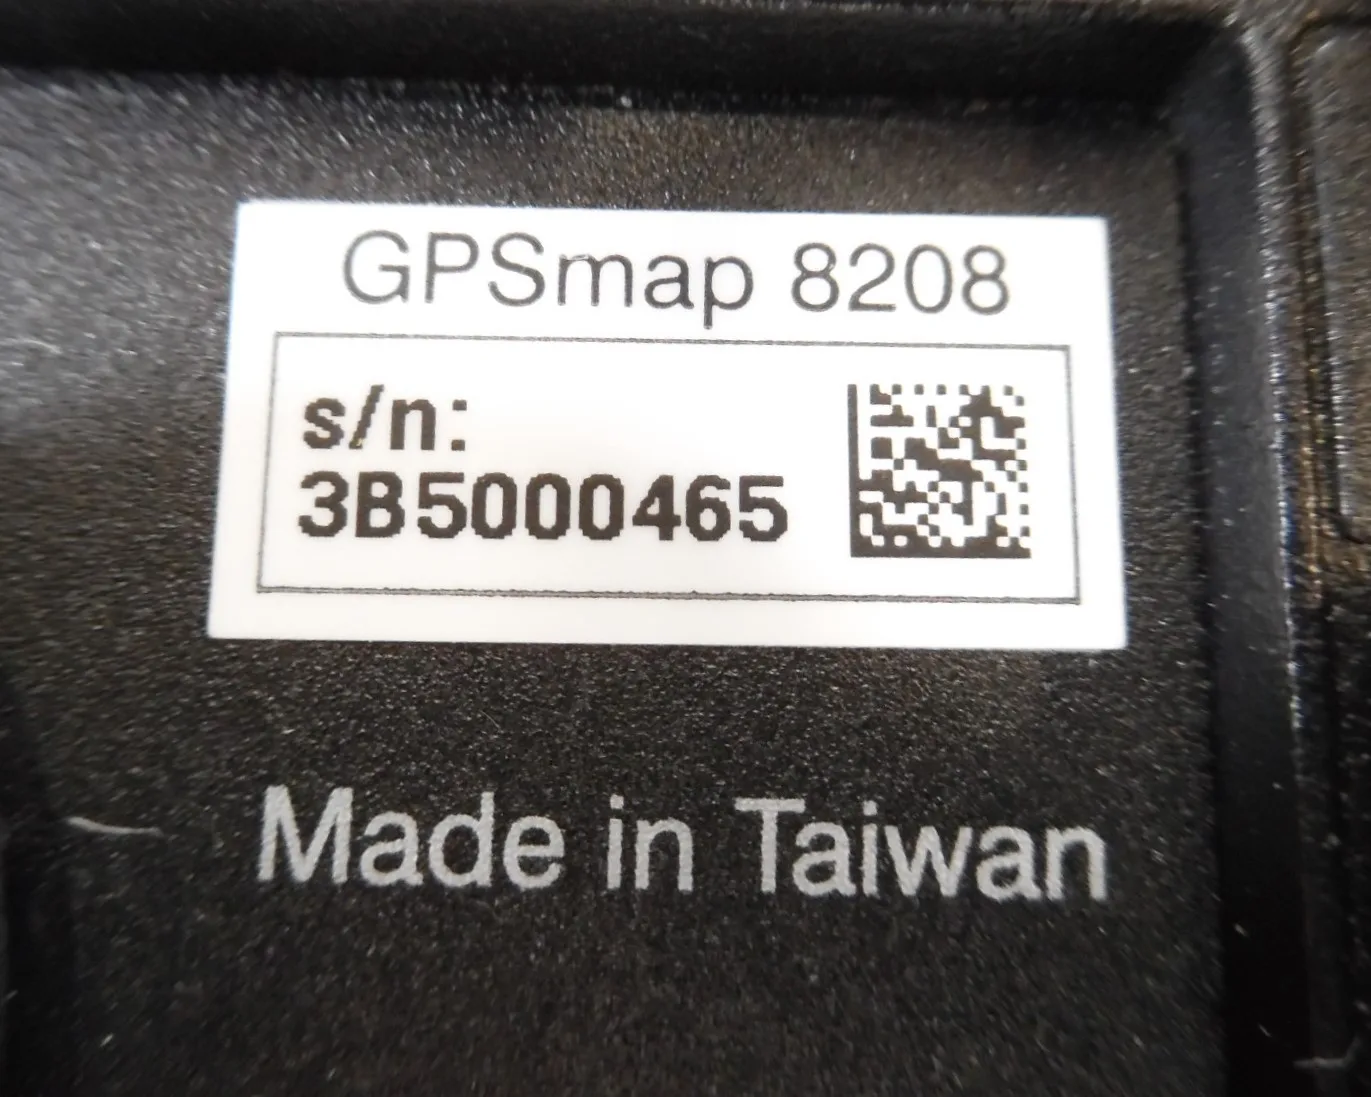 GPSmap 8208
s/n:
3B5000465
Made in Taiwan